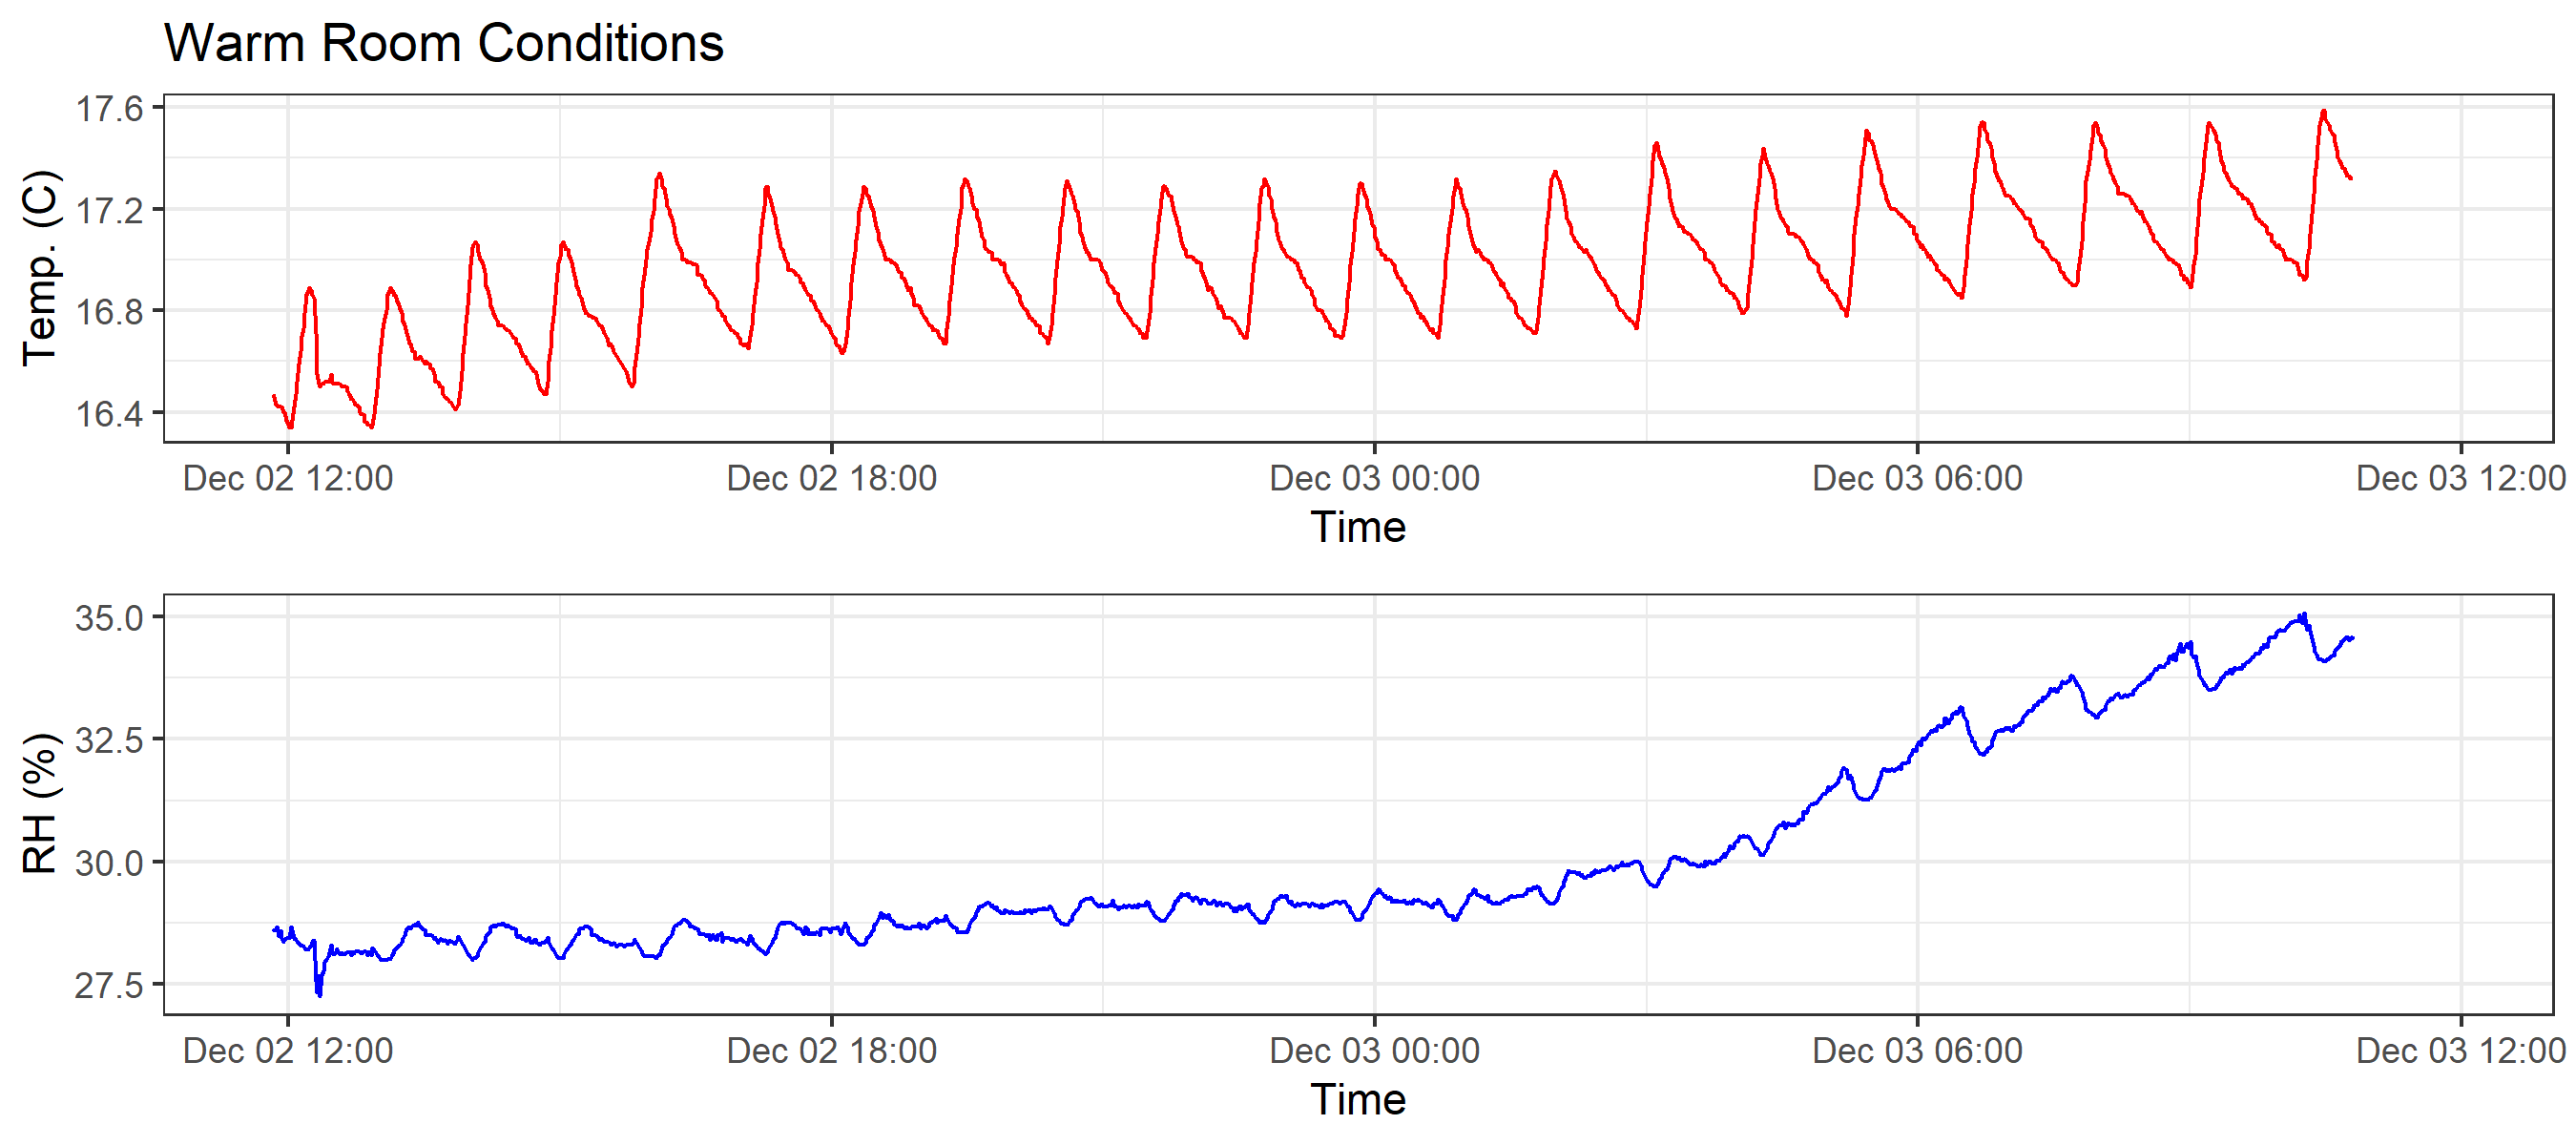 Warm Room Conditions
17.6
17.2
16.8
16.4
Temp. (C)
Dec 02 12:00 Dec 02 18:00 Dec 03 00:00 Dec 03 06:00 Dec 03 12:00
Time
35.0
32.5
30.0
27.5
RH (%)
Dec 02 12:00 Dec 02 18:00 Dec 03 00:00 Dec 03 06:00 Dec 03 12:00
Time